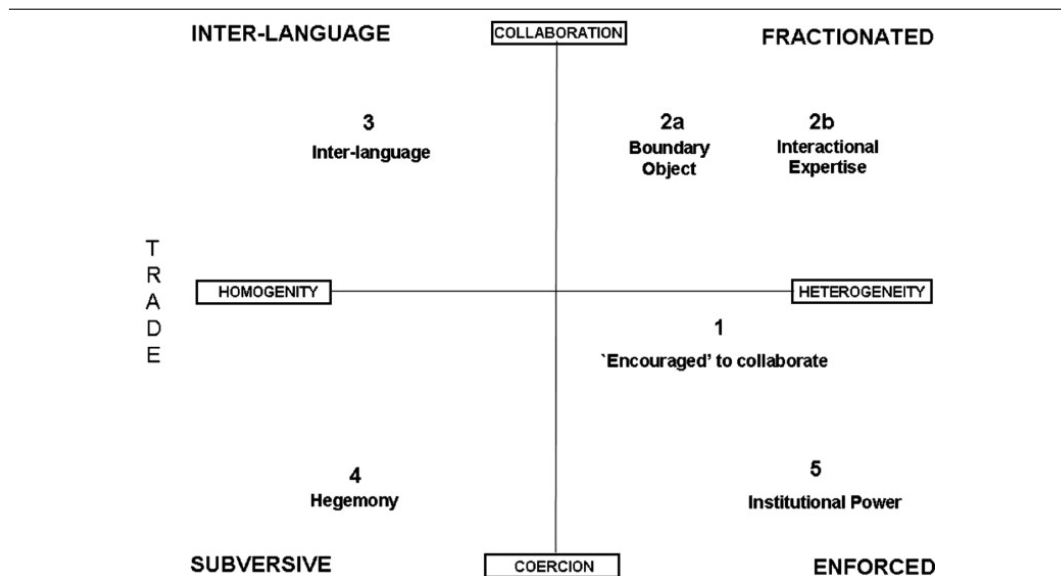 INTER-LANGUAGE
COLLABORATION
FRACTIONATED
3
Inter-language
2a
Boundary
Object
2b
Interactional
Expertise
T
R
A
D
E
HOMOGENITY
HETEROGENEITY
1
`Encouraged' to collaborate
4
Hegemony
5
Institutional Power
SUBVERSIVE
COERCION
ENFORCED